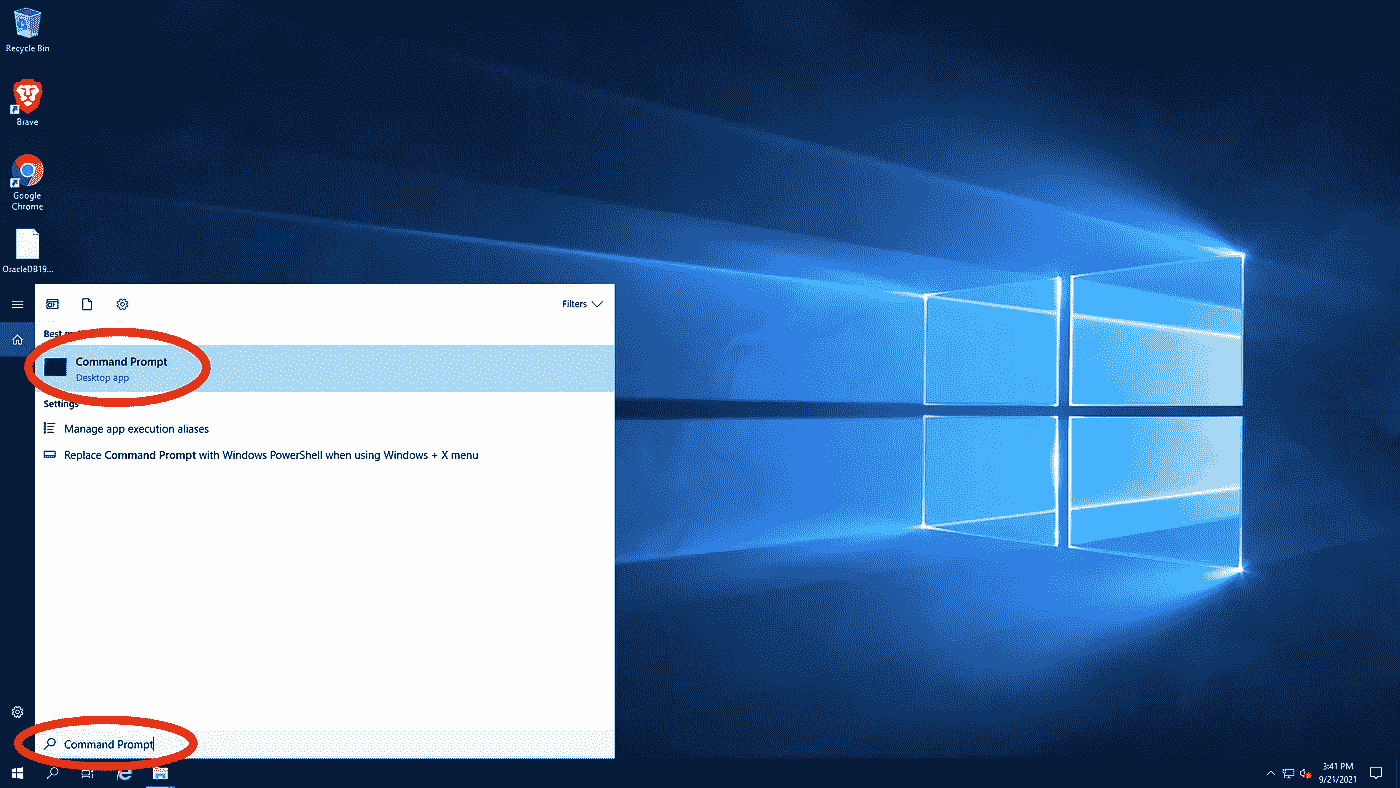 Recycle Bin
Brave
Google
Chrome
OracleDB19...
Filters
Best
Command Prompt
Desktop app
Settings
Manage app execution aliases
Replace Command Prompt with Windows PowerShell when using Windows + X menu
Command Prompt
3:41 PM
9/21/2021